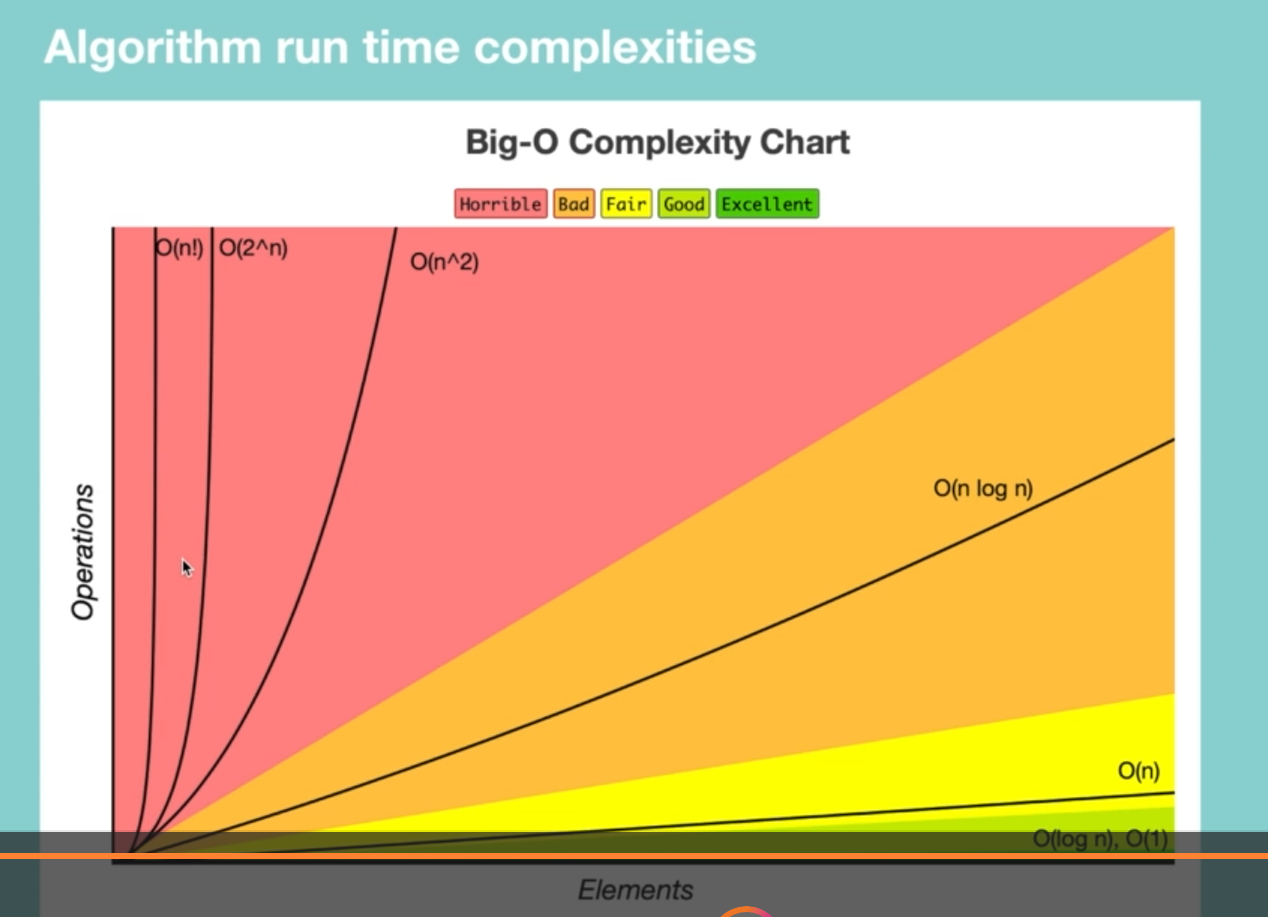 Algorithm run time complexities
Big-O Complexity Chart
Horrible Bad Fair Good Excellent
O(n!) O(2^n)
O(n^2)
O(n log n)
O(n)
O(log n), O(1)
Operations
Elements